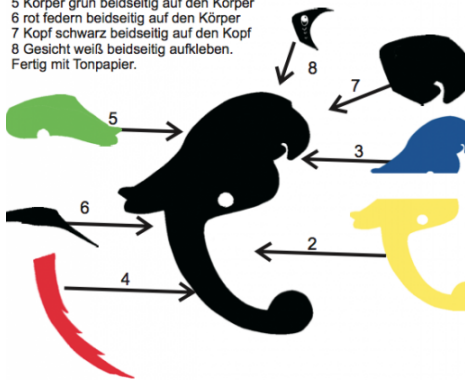 5 Körper grün beidseitig auf den Körper
6 rot federn beidseitig auf den Körper
7 Kopf schwarz beidseitig auf den Kopf
8 Gesicht weiß beidseitig aufkleben.
Fertig mit Tonpapier.
8
7
5
3
6
2
4